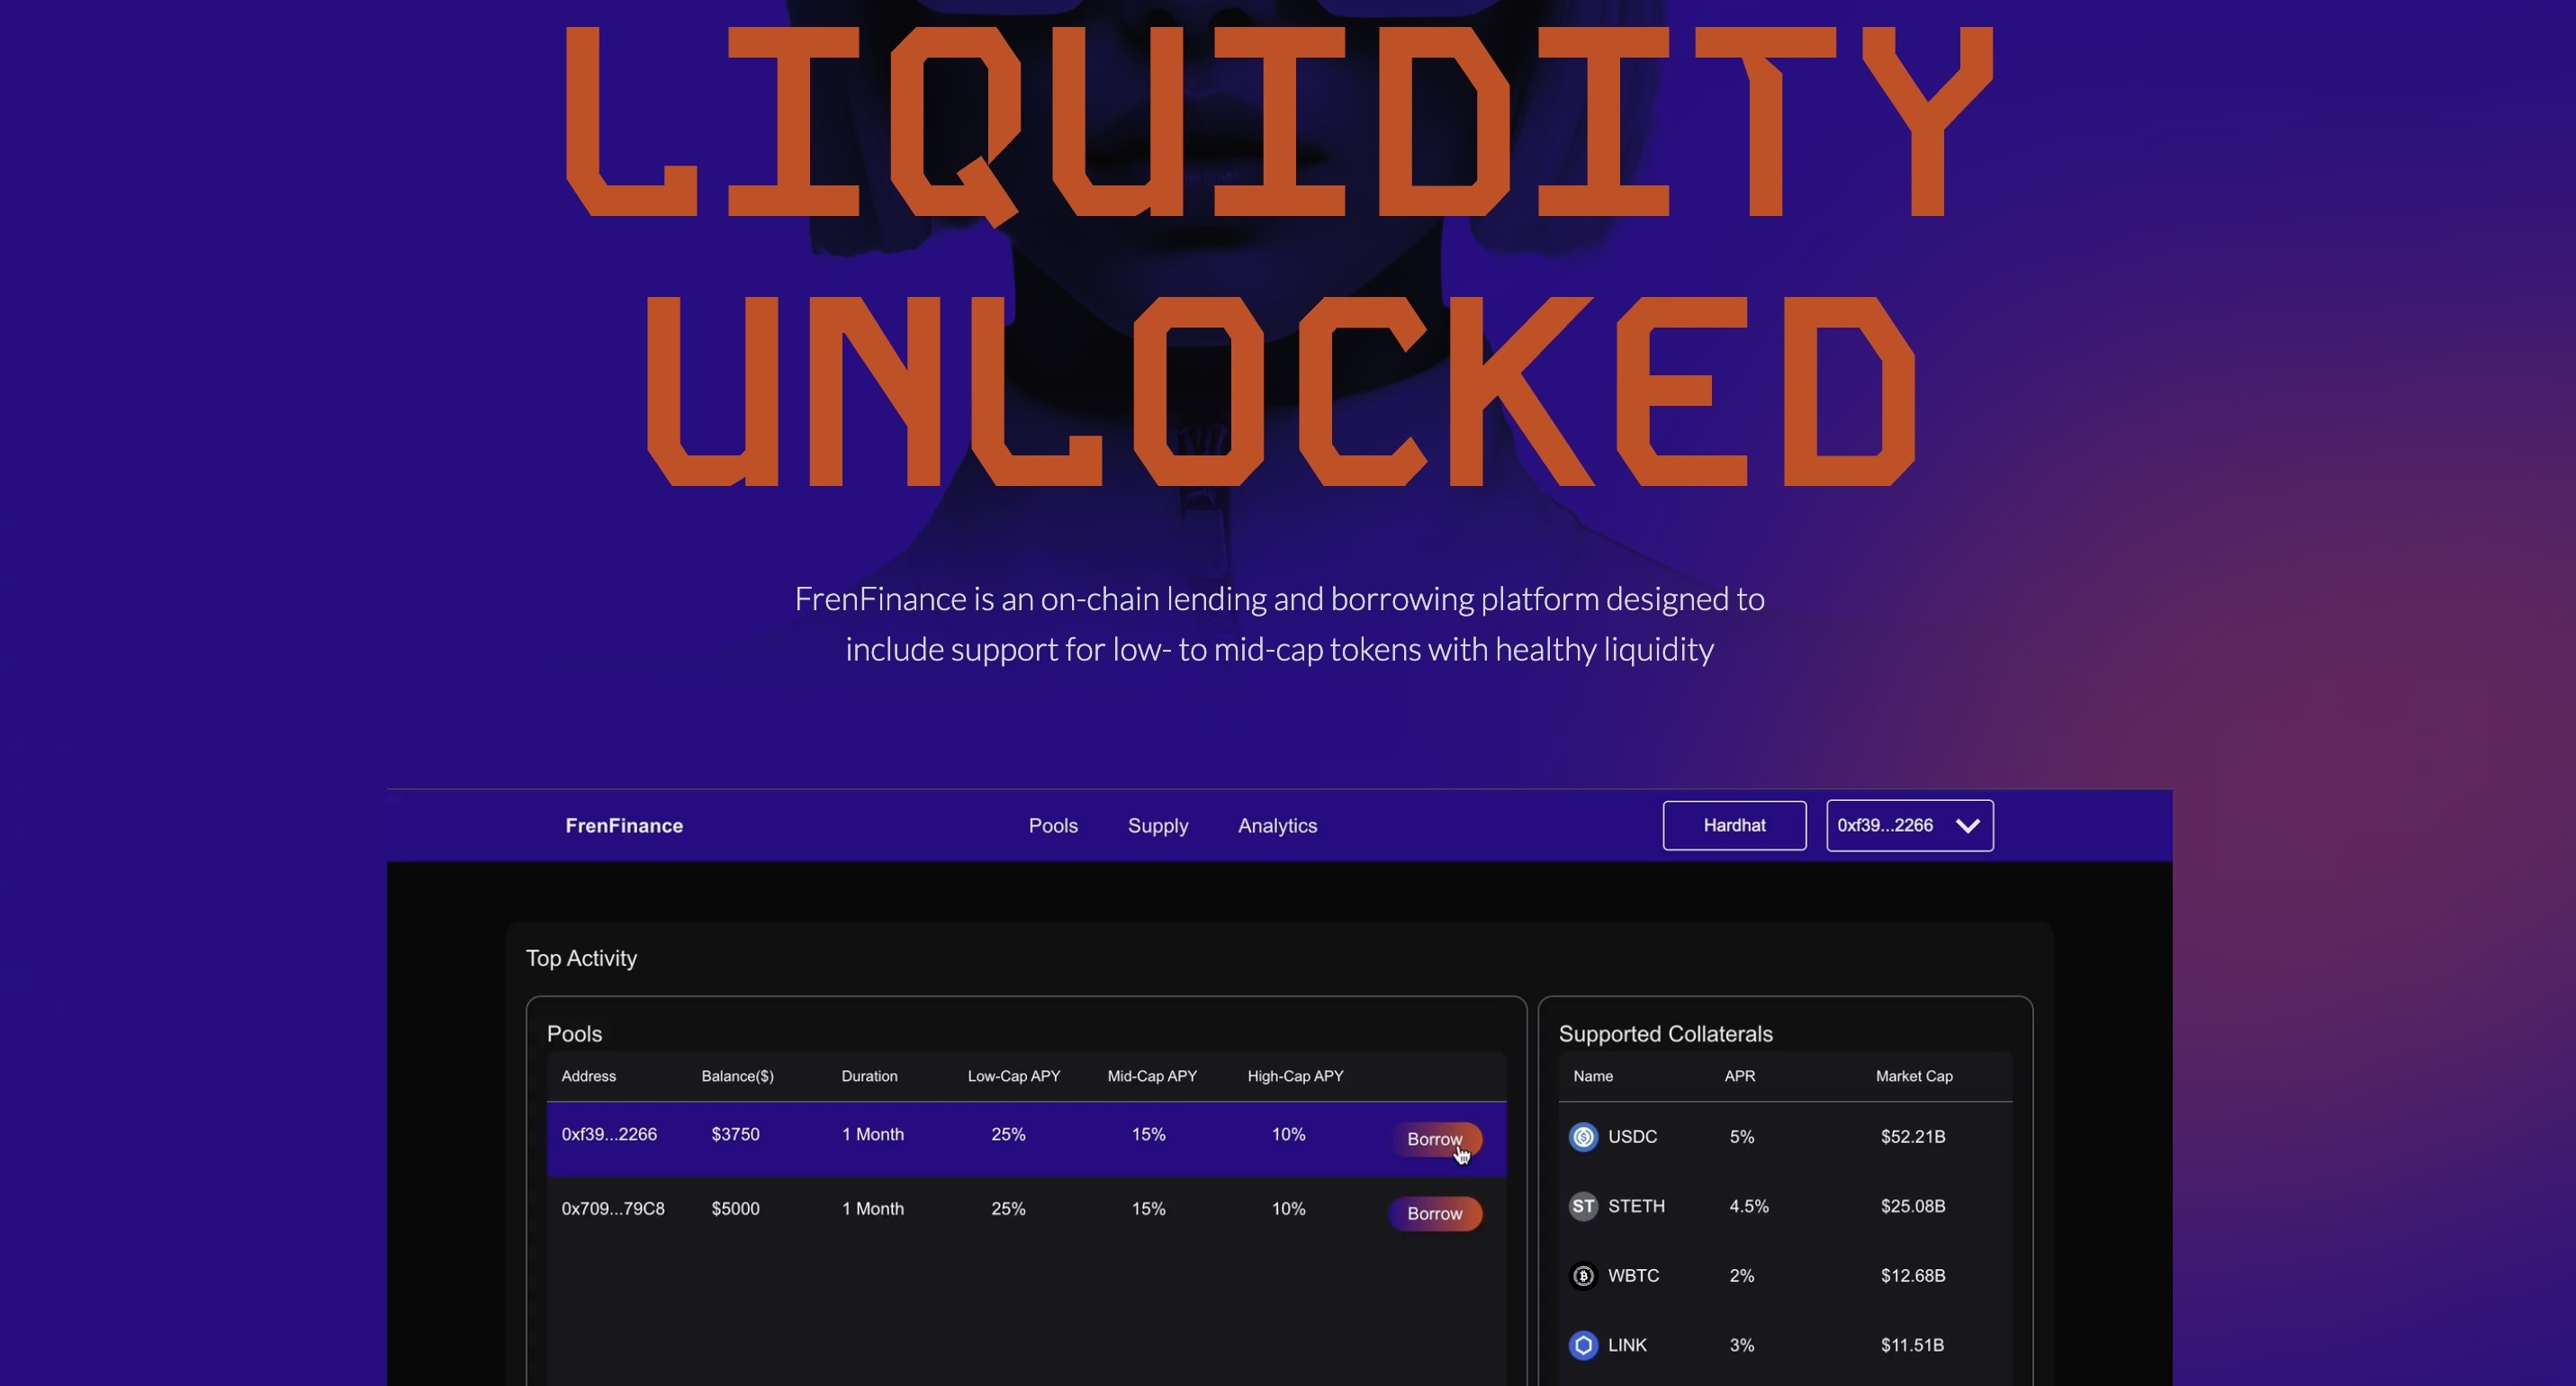 LIQUIDITY
UNLOCKED
FrenFinance is an on-chain lending and borrowing platform designed to
include support for low- to mid-cap tokens with healthy liquidity
FrenFinance Pools Supply Analytics Hardhat 0xf39...2266
Top Activity
Pools
Address Balance($) Duration Low-Cap APY Mid-Cap APY High-Cap APY
0xf39...2266 $3750 1 Month 25% 15% 10% Borrow
0x709...79C8 $5000 1 Month 25% 15% 10% Borrow
Supported Collaterals
Name APR Market Cap
USDC 5% $52.21B
ST STETH 4.5% $25.08B
WBTC 2% $12.68B
LINK 3% $11.51B